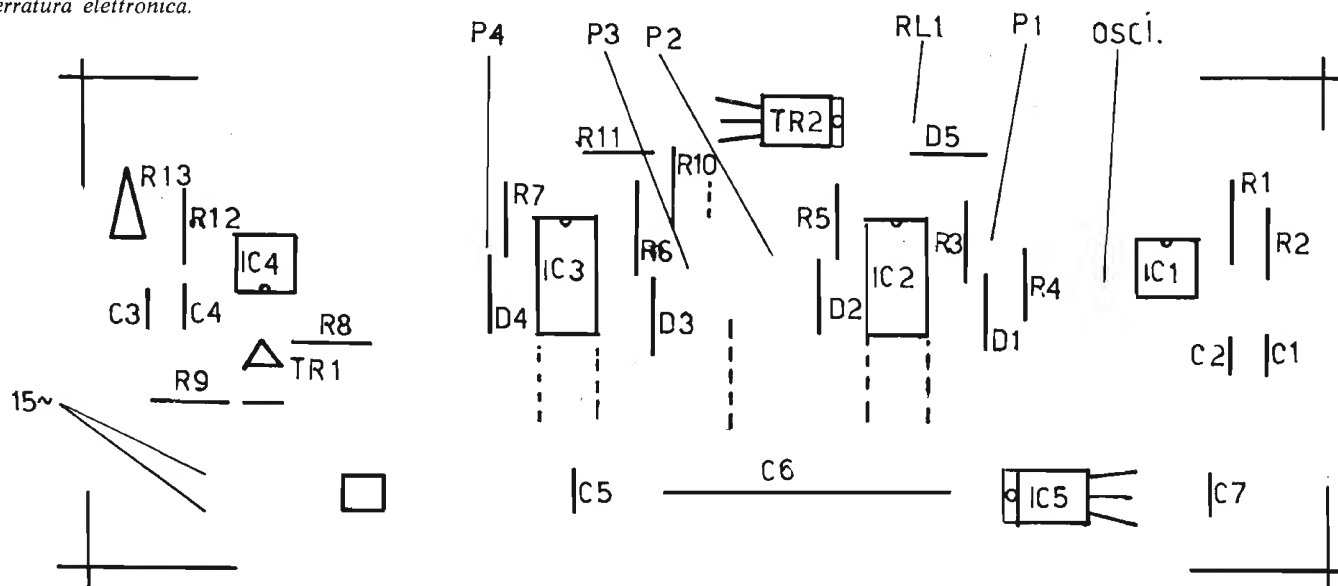 erratura elettronica.
P4
P3
P2
RL1
P1
OSCi.
TR2
D5
R11
R10
R13
R12
R7
R6
R5
R3
R1
R2
IC4
IC3
IC2
IC1
R4
C3
C4
D4
D3
D2
D1
R8
TR1
C2
C1
R9
15~
C6
C5
IC5
C7